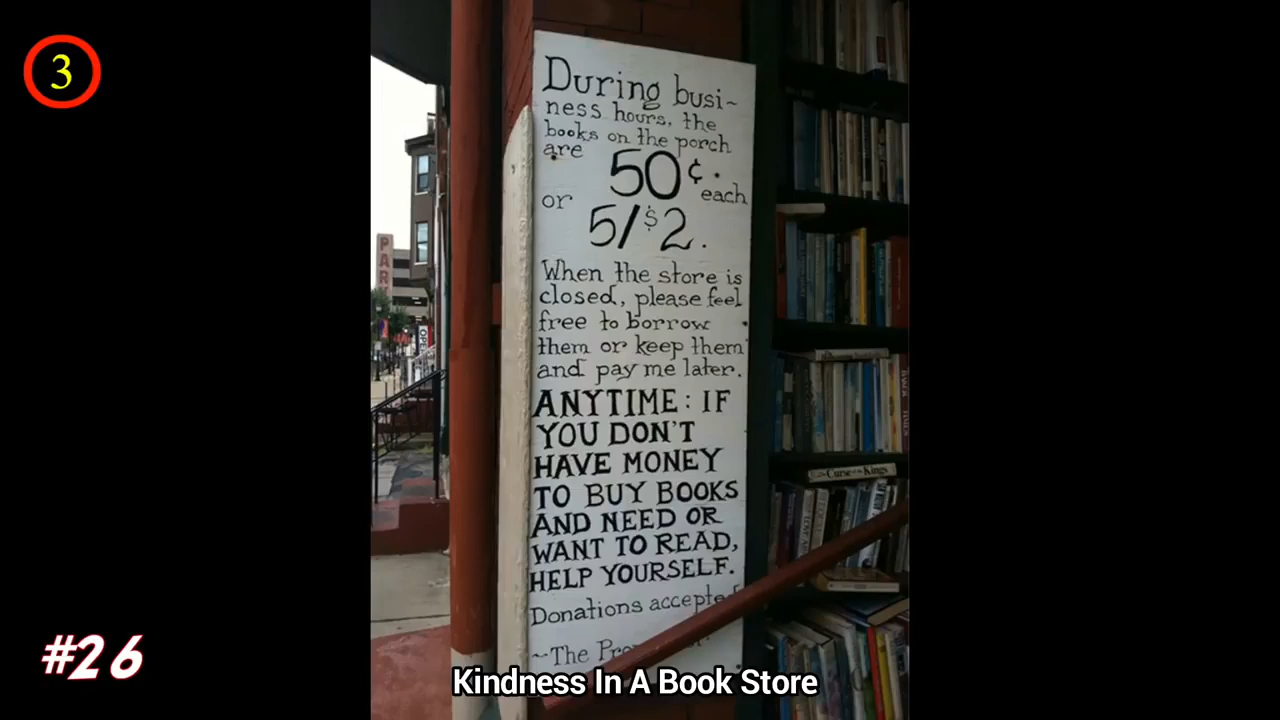 3
During busi~
ness hours, the
books on the porch
are 50¢ each
or 5/$2.
When the store is
closed, please feel
free to borrow
them or keep them
and pay me later.
ANYTIME: IF
YOU DON'T
HAVE MONEY
TO BUY BOOKS
AND NEED OR
WANT TO READ,
HELP YOURSELF.
Donations accepted
~The
PAR
OPEN
Curse of the Kings
#26
Kindness In A Book Store